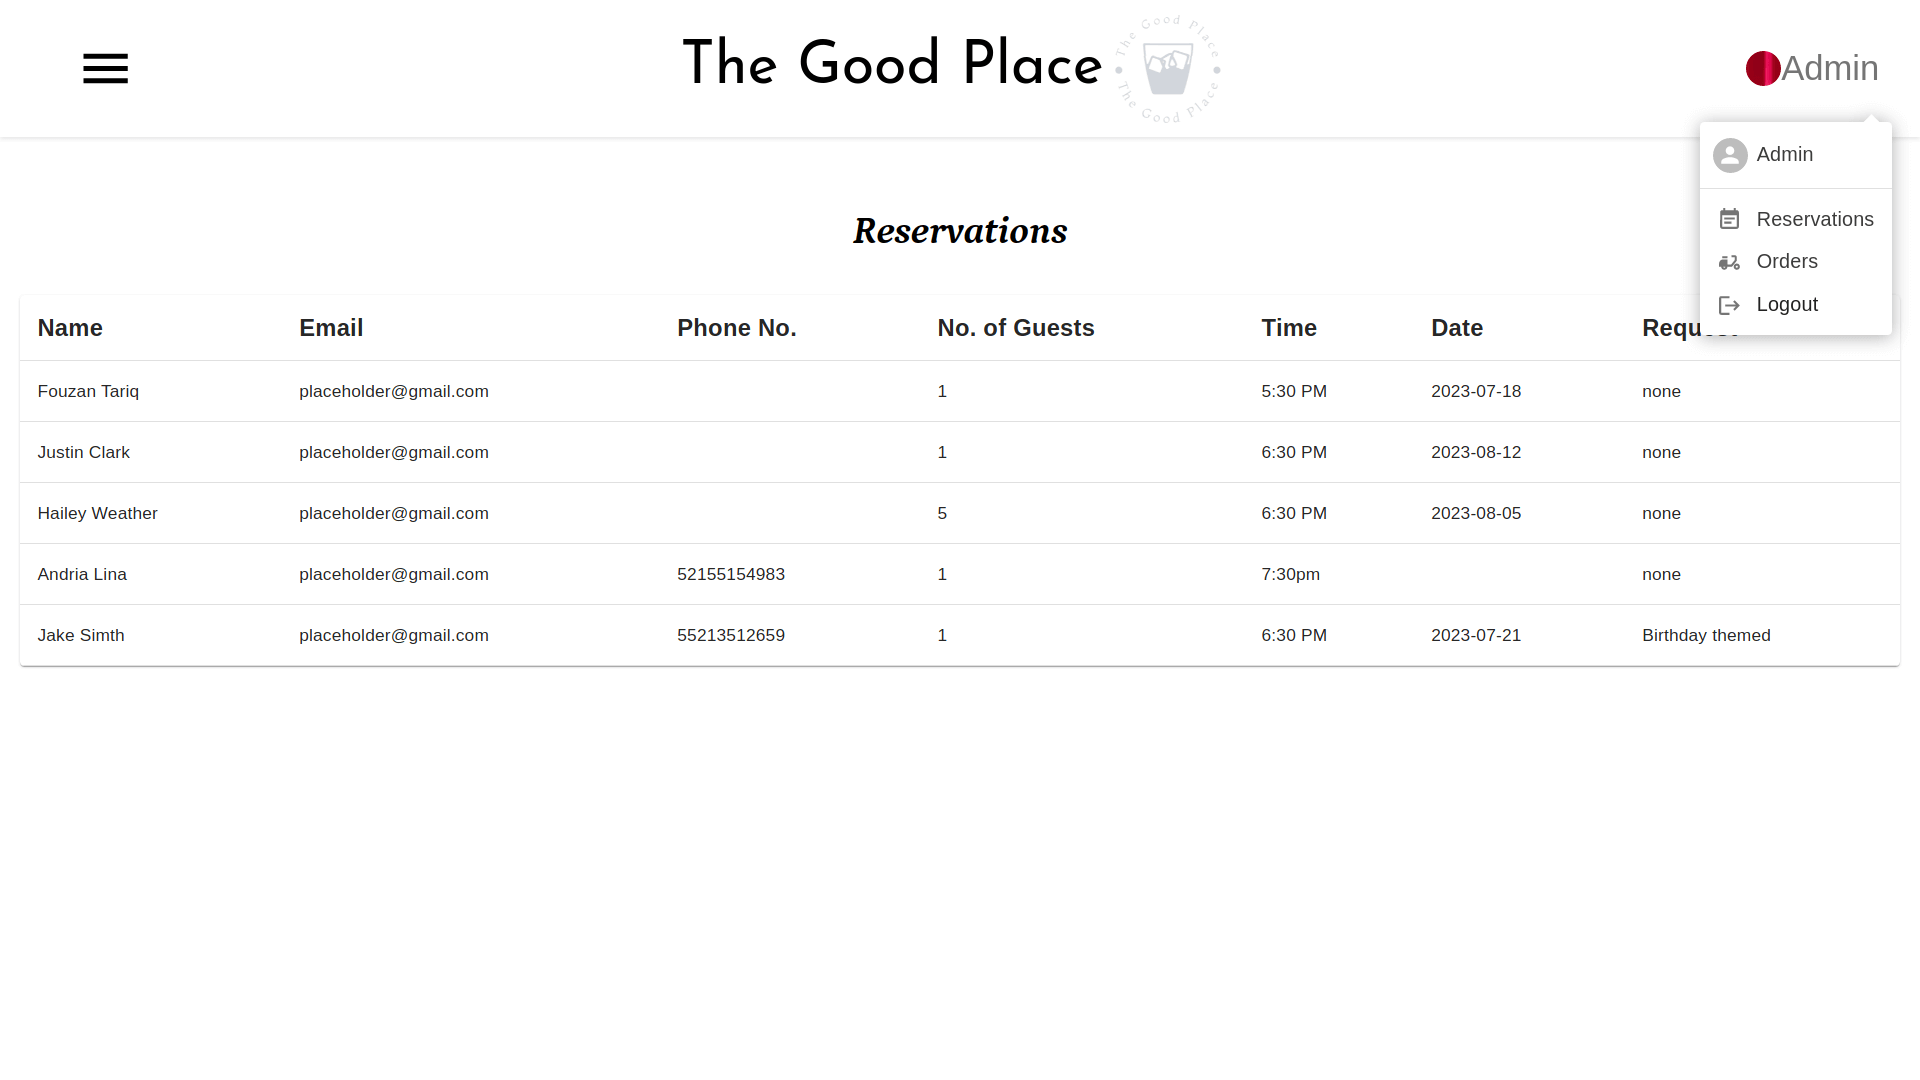 The Good Place
The Good Place
The Good Place
Admin
Admin
Reservations
Orders
Logout
Reservations
Name Email Phone No. No. of Guests Time Date
Fouzan Tariq placeholder@gmail.com 1 5:30 PM 2023-07-18 none
Justin Clark placeholder@gmail.com 1 6:30 PM 2023-08-12 none
Hailey Weather placeholder@gmail.com 5 6:30 PM 2023-08-05 none
Andria Lina placeholder@gmail.com 52155154983 1 7:30pm none
Jake Simth placeholder@gmail.com 55213512659 1 6:30 PM 2023-07-21 Birthday themed